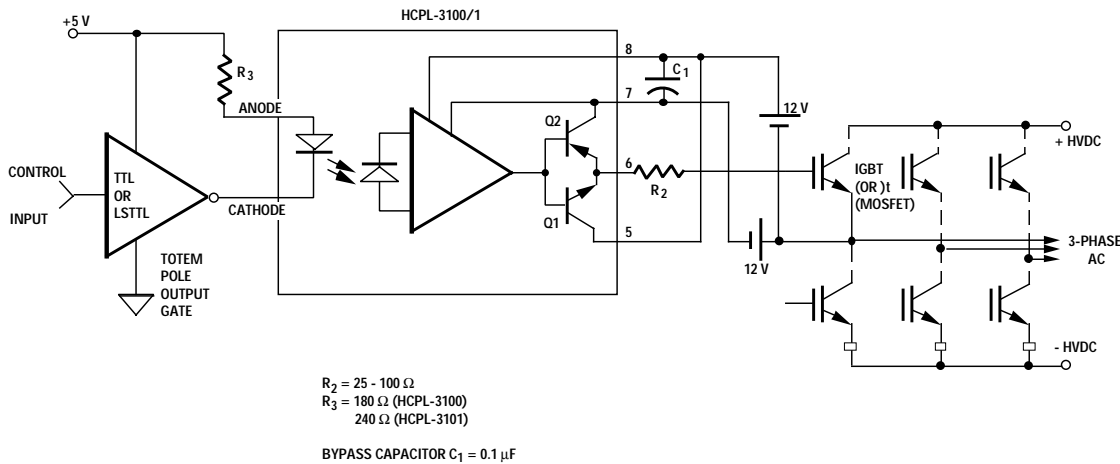 HCPL-3100/1
+5 V
R3
ANODE
CATHODE
CONTROL
INPUT
TTL
OR
LSTTL
TOTEM
POLE
OUTPUT
GATE
8
C1
7
Q2
6
R2
Q1
5
12 V
12 V
IGBT
(OR )t
(MOSFET)
+ HVDC
3-PHASE
AC
- HVDC
R2 = 25 - 100 Ω
R3 = 180 Ω (HCPL-3100)
240 Ω (HCPL-3101)
BYPASS CAPACITOR C1 = 0.1 µF